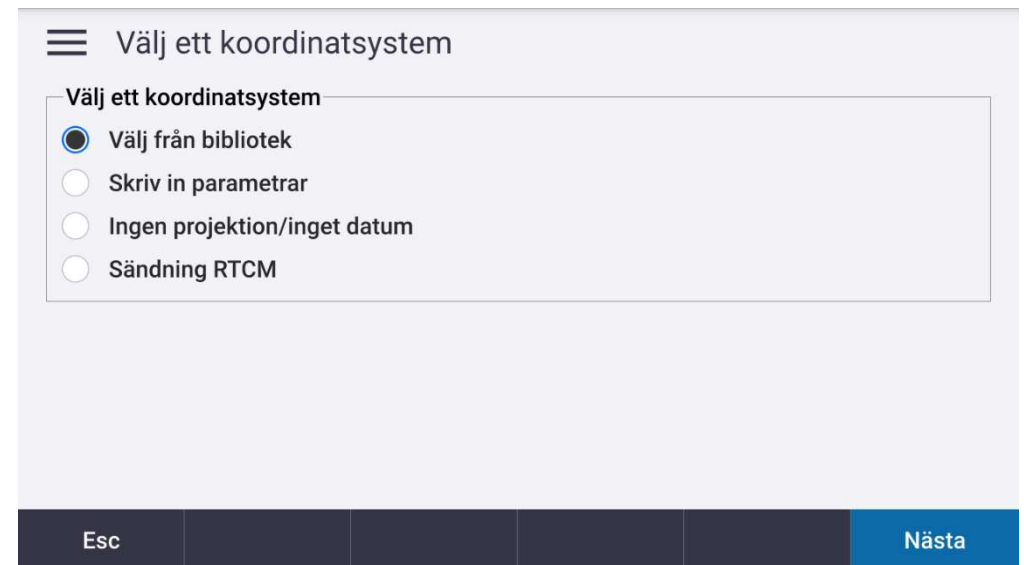 Välj ett koordinatsystem
Välj ett koordinatsystem
Välj från bibliotek
Skriv in parametrar
Ingen projektion/inget datum
Sändning RTCM
Esc
Nästa